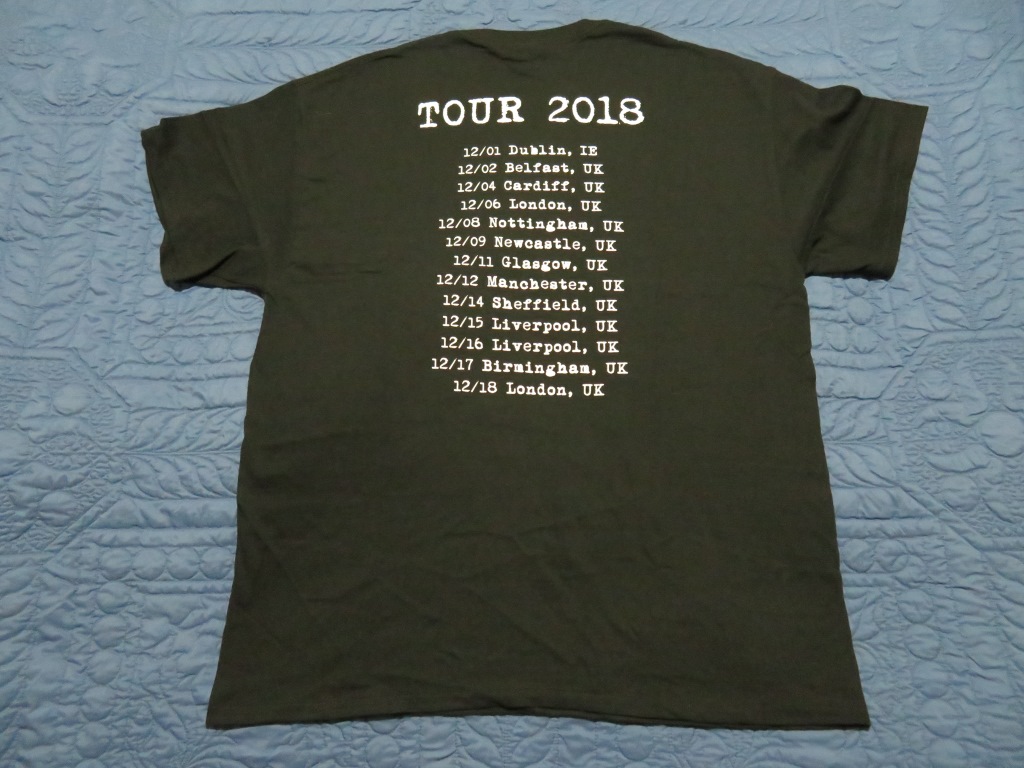 TOUR 2018
12/01 Dublin, IE
12/02 Belfast, UK
12/04 Cardiff, UK
12/06 London, UK
12/08 Nottingham, UK
12/09 Newcastle, UK
12/11 Glasgow, UK
12/12 Manchester, UK
12/14 Sheffield, UK
12/15 Liverpool, UK
12/16 Liverpool, UK
12/17 Birmingham, UK
12/18 London, UK